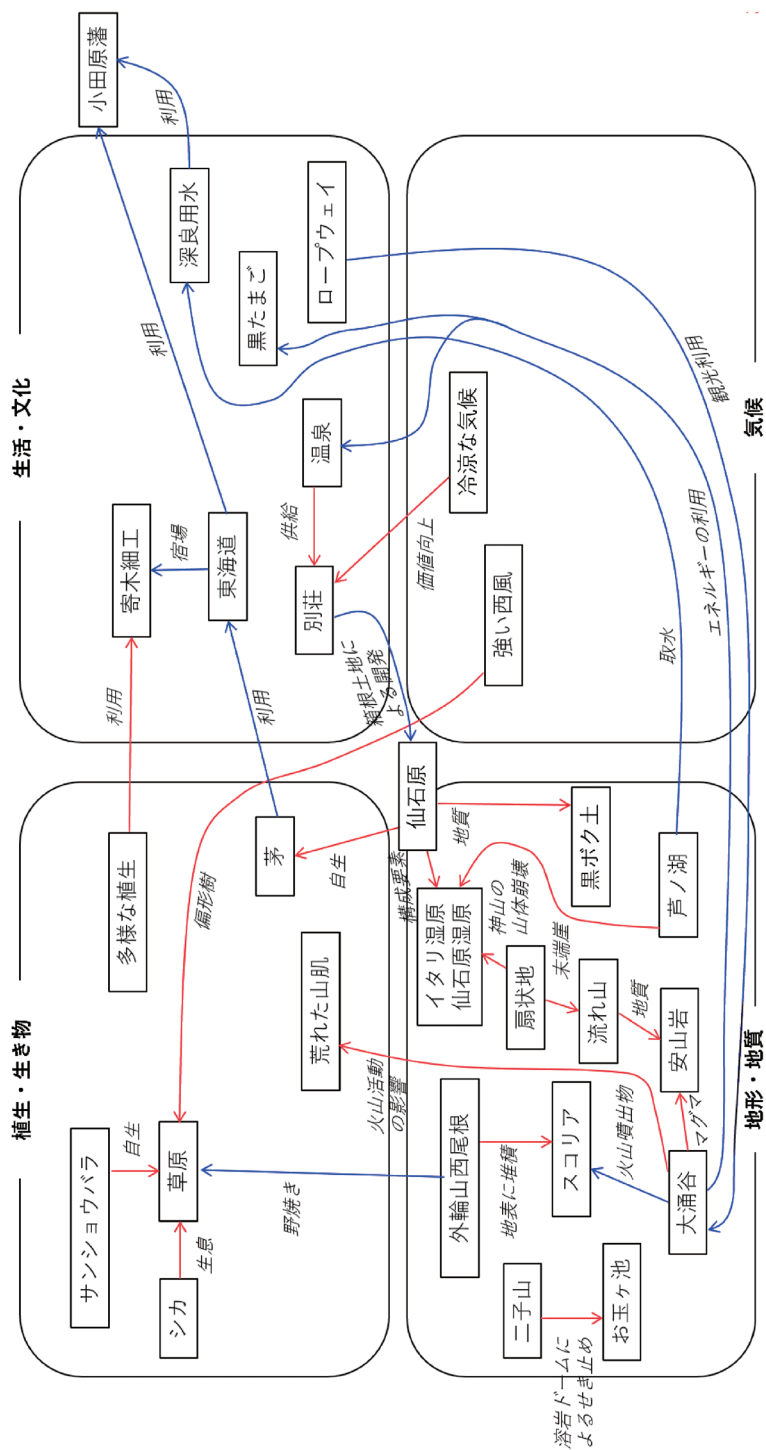 植生・生き物
サンショウバラ
自生
シカ
生息
草原
偏形樹
多様な植生
利用
荒れた山肌
茅
自生
利用
野焼き
火山活動
の影響
生活・文化
寄木細工
宿場
東海道
利用
小田原藩
利用
深良用水
黒たまご
ロープウェイ
温泉
供給
別荘
箱根土地に
よる開発
価値向上
仙石原
構成要素
地質
地形・地質
外輪山西尾根
地表に堆積
スコリア
火山噴出物
二子山
溶岩ドームに
よるせき止め
お玉ヶ池
大涌谷
マグマ
安山岩
地質
流れ山
末端崖
扇状地
イタリ湿原
仙石原湿原
神山の
山体崩壊
黒ボク土
芦ノ湖
気候
強い西風
冷涼な気候
取水
エネルギーの利用
観光利用